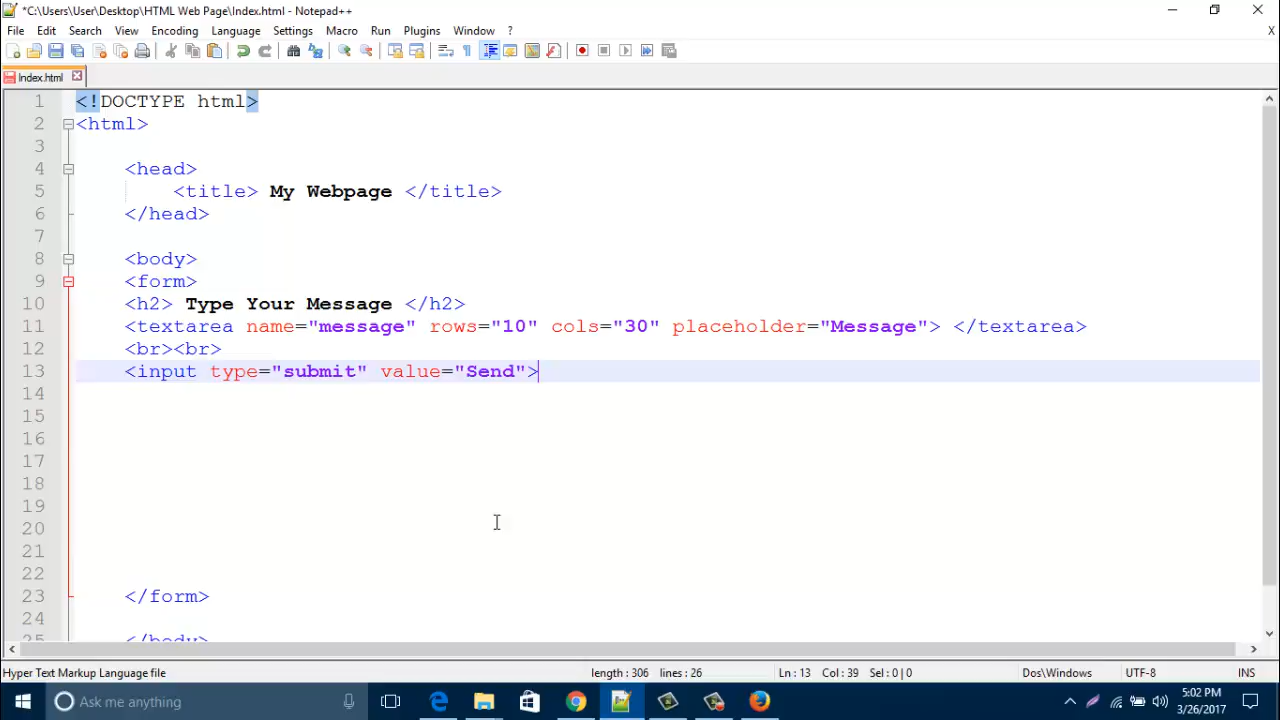 *C:\Users\User\Desktop\HTML Web Page\Index.html - Notepad++
File Edit Search View Encoding Language Settings Macro Run Plugins Window ? X
Index.html
1 <!DOCTYPE html>
2 <html>
3
4 <head>
5 <title> My Webpage </title>
6 </head>
7
8 <body>
9 <form>
10 <h2> Type Your Message </h2>
11 <textarea name="message" rows="10" cols="30" placeholder="Message"> </textarea>
12 <br><br>
13 <input type="submit" value="Send">
14
15
16
17
18
19
20
21
22
23 </form>
24
25 </body>
Hyper Text Markup Language file length : 306 lines : 26 Ln : 13 Col : 39 Sel : 0 | 0 Dos\Windows UTF-8 INS
Ask me anything
5:02 PM
3/26/2017